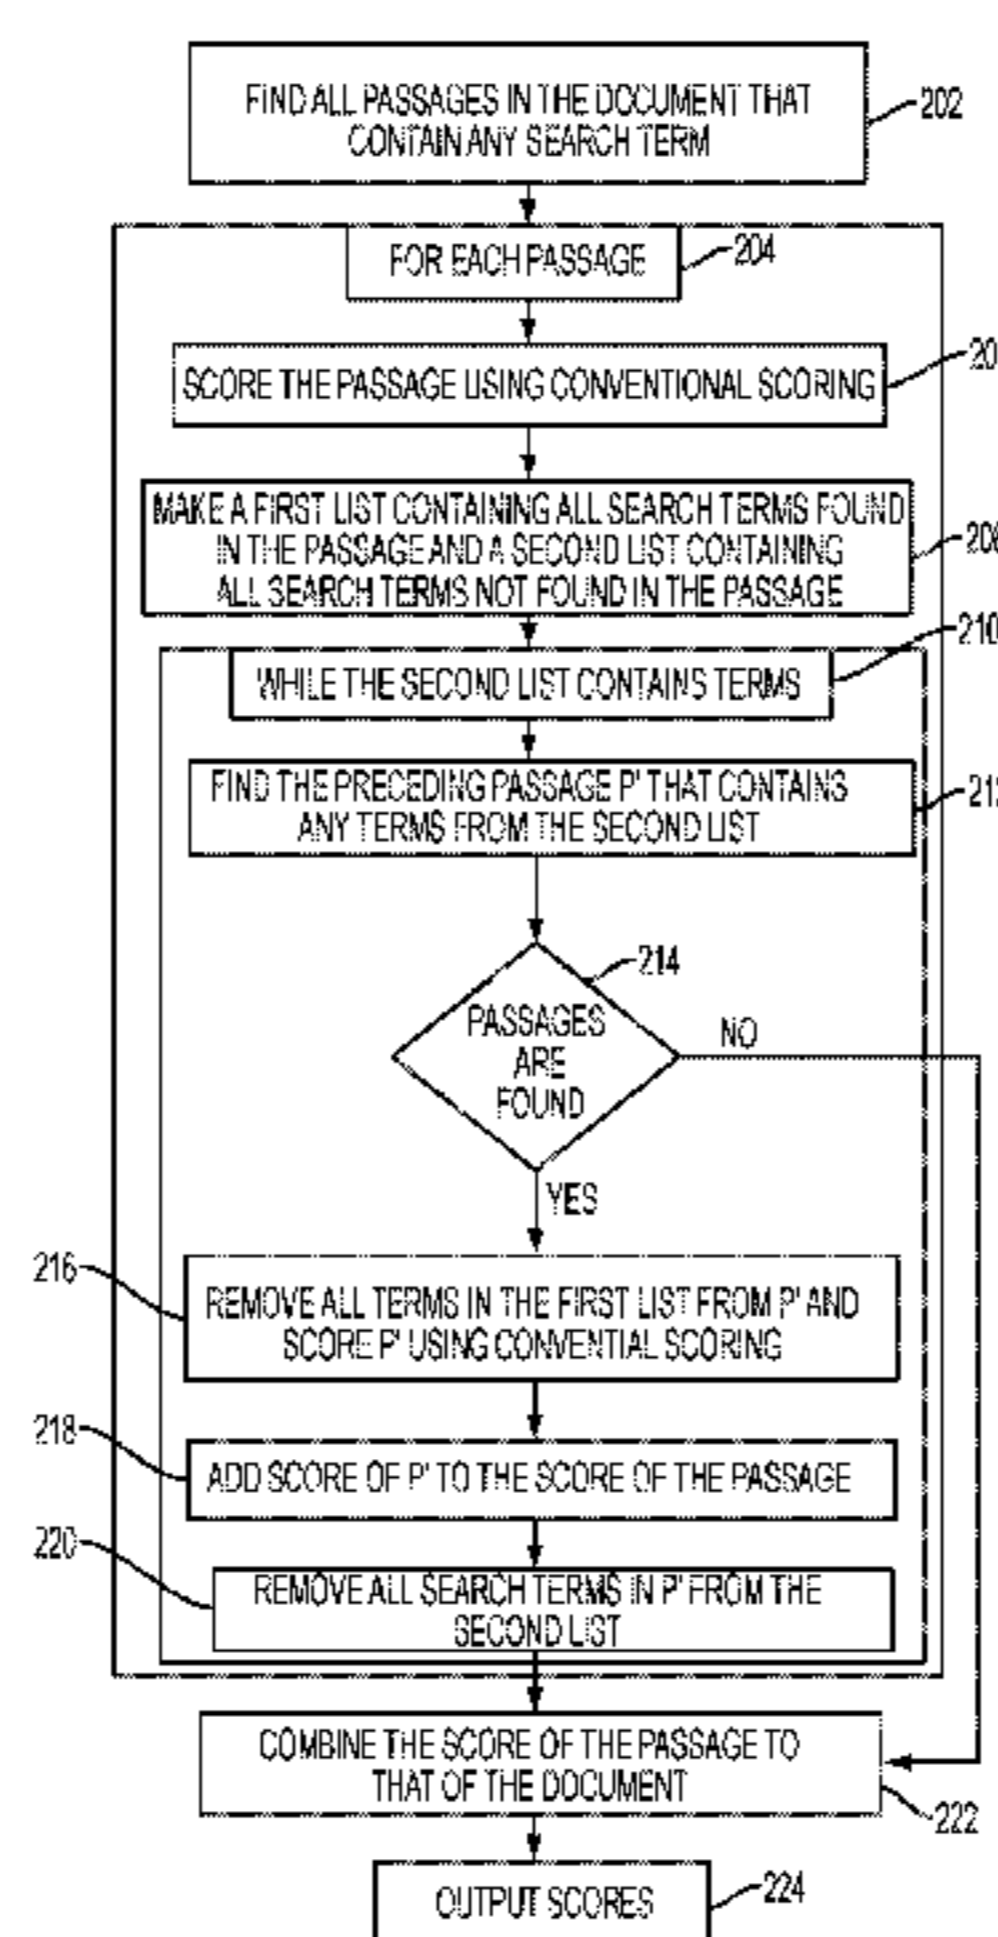 FIND ALL PASSAGES IN THE DOCUMENT THAT
CONTAIN ANY SEARCH TERM
202
FOR EACH PASSAGE
204
SCORE THE PASSAGE USING CONVENTIONAL SCORING
20
MAKE A FIRST LIST CONTAINING ALL SEARCH TERMS FOUND
IN THE PASSAGE AND A SECOND LIST CONTAINING
ALL SEARCH TERMS NOT FOUND IN THE PASSAGE
208
210
WHILE THE SECOND LIST CONTAINS TERMS
FIND THE PRECEDING PASSAGE P' THAT CONTAINS
ANY TERMS FROM THE SECOND LIST
212
214
PASSAGES
ARE
FOUND
NO
YES
216
REMOVE ALL TERMS IN THE FIRST LIST FROM P' AND
SCORE P' USING CONVENTIAL SCORING
218
ADD SCORE OF P' TO THE SCORE OF THE PASSAGE
220
REMOVE ALL SEARCH TERMS IN P' FROM THE
SECOND LIST
COMBINE THE SCORE OF THE PASSAGE TO
THAT OF THE DOCUMENT
222
OUTPUT SCORES
224